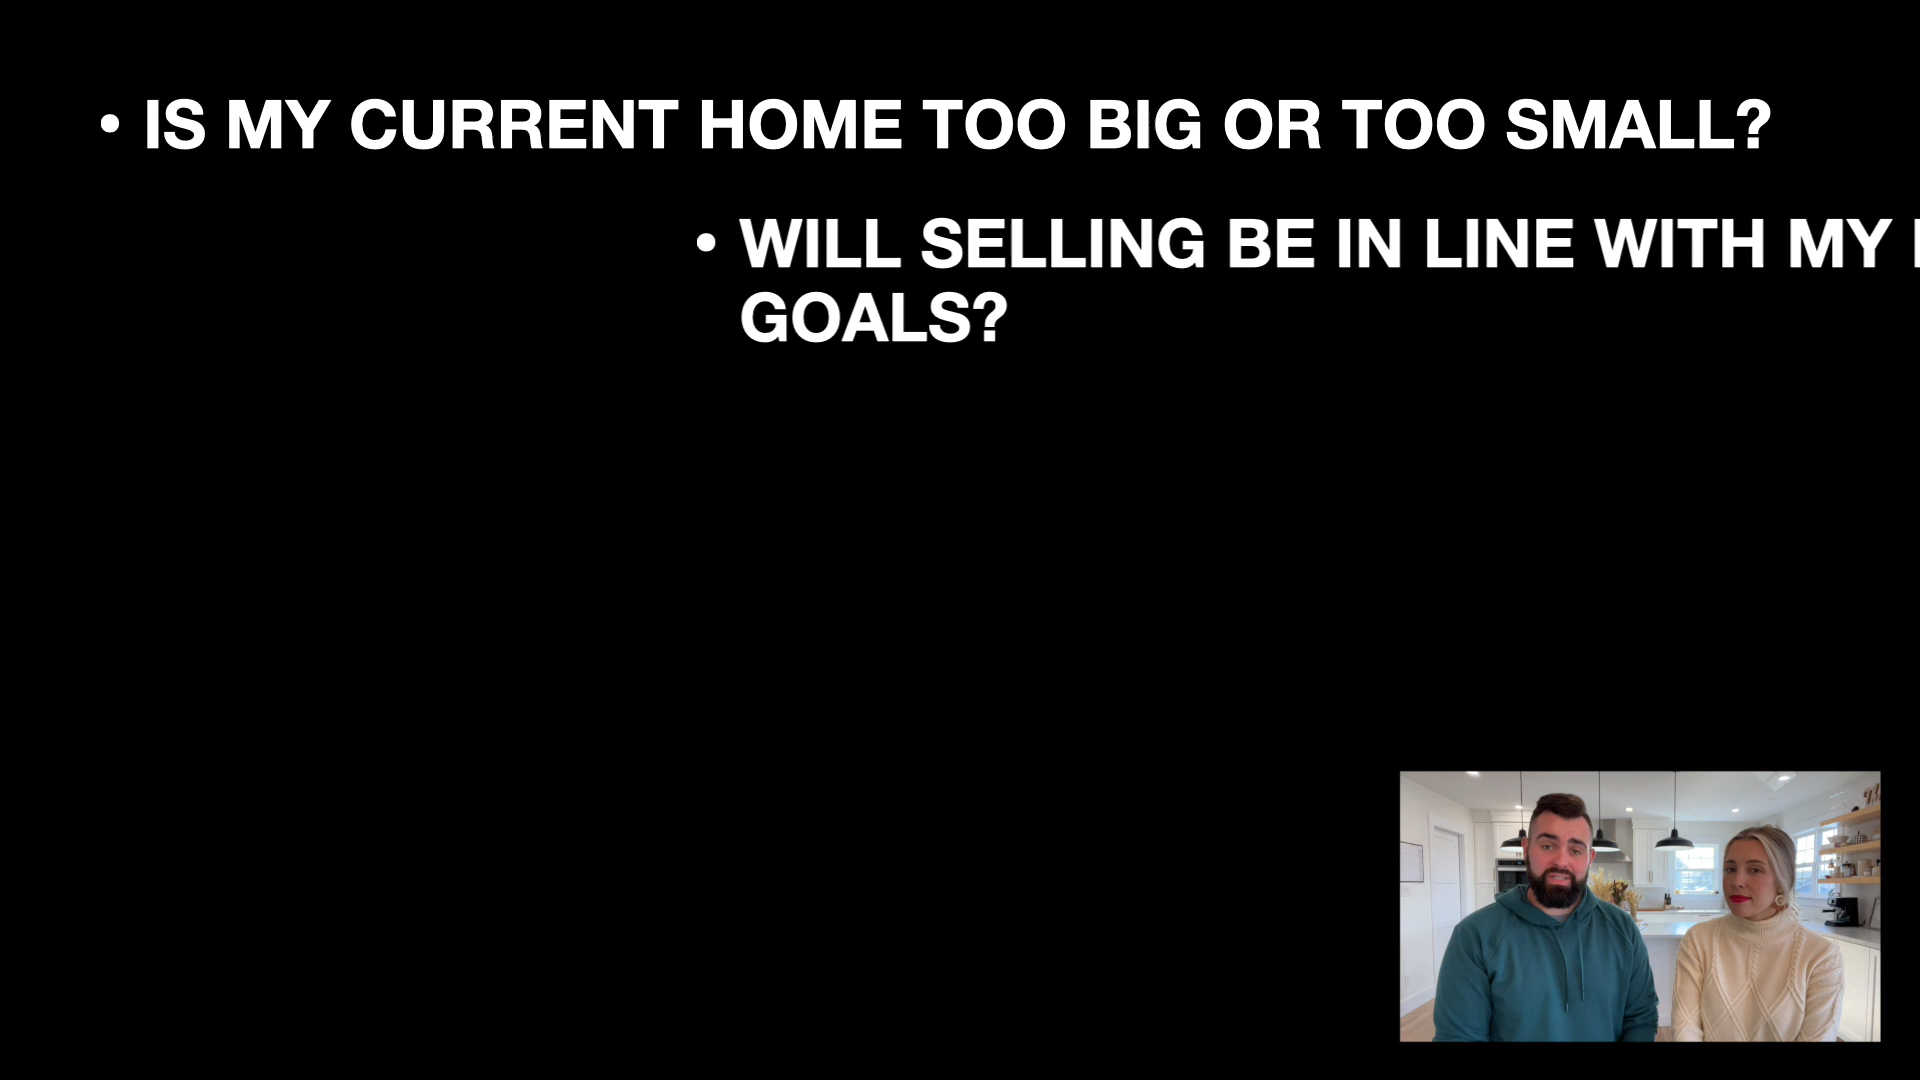 • IS MY CURRENT HOME TOO BIG OR TOO SMALL?
• WILL SELLING BE IN LINE WITH MY
GOALS?